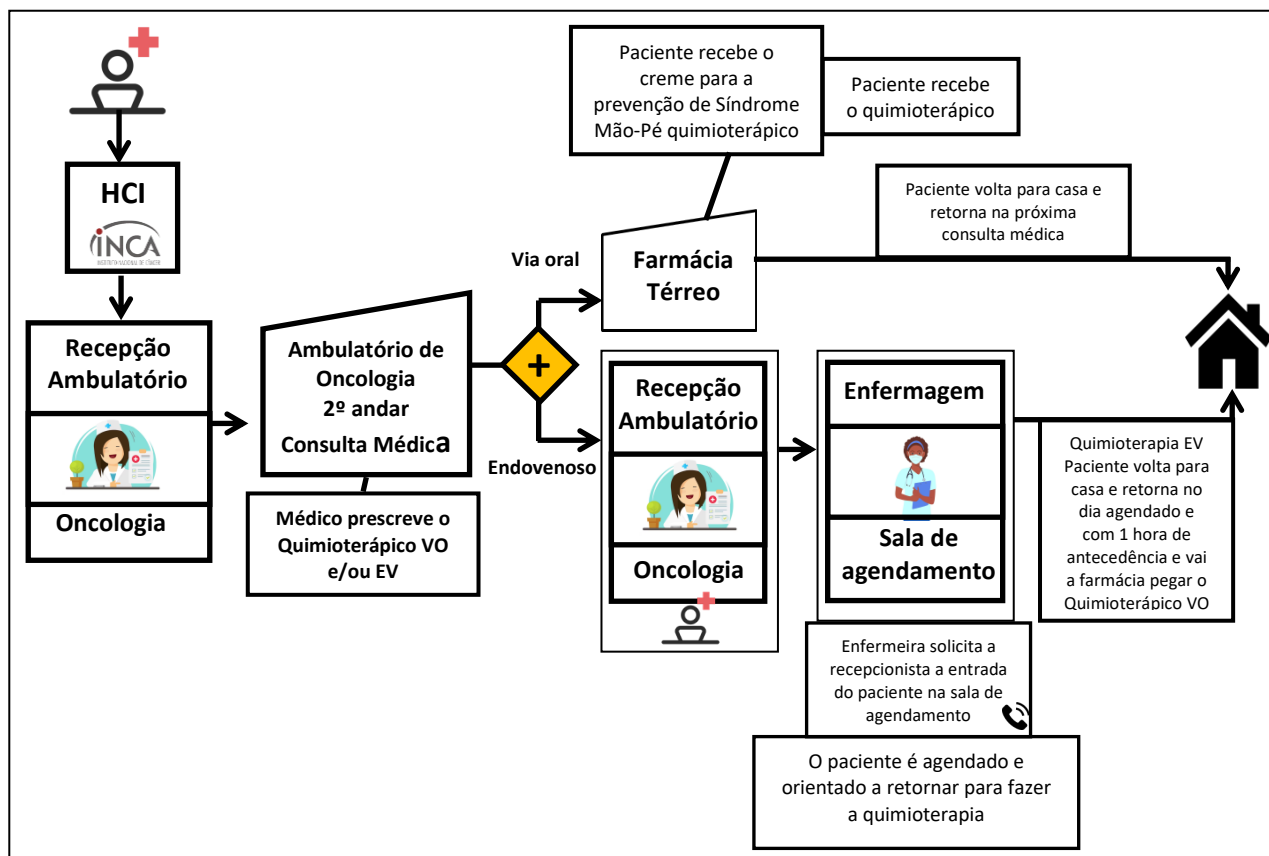 HCI
INCA
INSTITUTO NACIONAL DE CÂNCER
Recepção
Ambulatório
Oncologia
Ambulatório de
Oncologia
2º andar
Consulta Médica
Médico prescreve o
Quimioterápico VO
e/ou EV
Via oral
Endovenoso
Paciente recebe o
creme para a
prevenção de Síndrome
Mão-Pé quimioterápico
Paciente recebe
o quimioterápico
Farmácia
Térreo
Paciente volta para casa e
retorna na próxima
consulta médica
Recepção
Ambulatório
Oncologia
Enfermagem
Sala de
agendamento
Enfermeira solicita a
recepcionista a entrada
do paciente na sala de
agendamento
O paciente é agendado e
orientado a retornar para fazer
a quimioterapia
Quimioterapia EV
Paciente volta para
casa e retorna no
dia agendado e
com 1 hora de
antecedência e vai
a farmácia pegar o
Quimioterápico VO